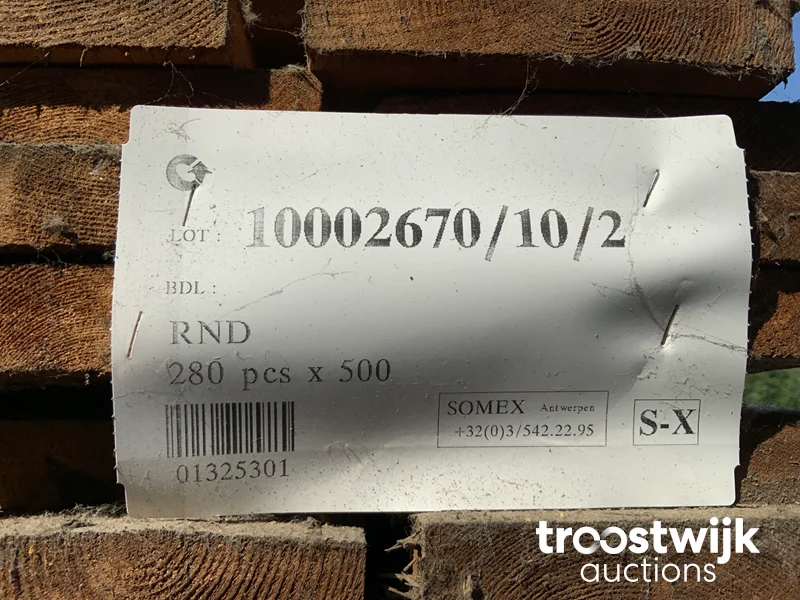 LOT : 10002670/10/2
BDL :
RND
280 pcs x 500
01325301
SOMEX Antwerpen
+32(0)3/542.22.95
S-X
troostwijk
auctions